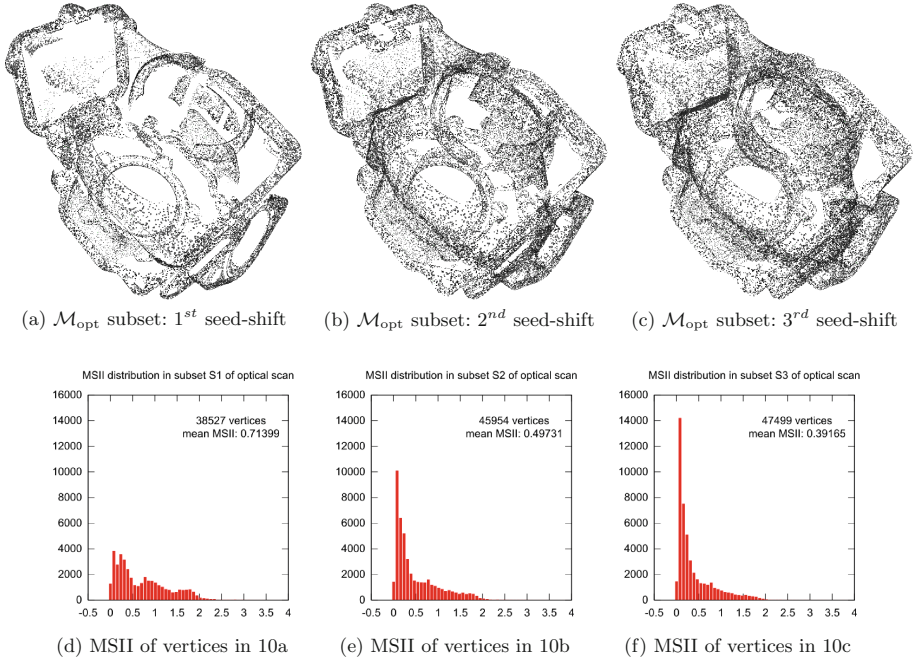 (a) ℳopt subset: 1st seed-shift
(b) ℳopt subset: 2nd seed-shift
(c) ℳopt subset: 3rd seed-shift
MSII distribution in subset S1 of optical scan
16000
14000
12000
10000
8000
6000
4000
2000
0
38527 vertices
mean MSII: 0.71399
-0.5 0 0.5 1 1.5 2 2.5 3 3.5 4
MSII distribution in subset S2 of optical scan
16000
14000
12000
10000
8000
6000
4000
2000
0
45954 vertices
mean MSII: 0.49731
-0.5 0 0.5 1 1.5 2 2.5 3 3.5 4
MSII distribution in subset S3 of optical scan
16000
14000
12000
10000
8000
6000
4000
2000
0
47499 vertices
mean MSII: 0.39165
-0.5 0 0.5 1 1.5 2 2.5 3 3.5 4
(d) MSII of vertices in 10a
(e) MSII of vertices in 10b
(f) MSII of vertices in 10c